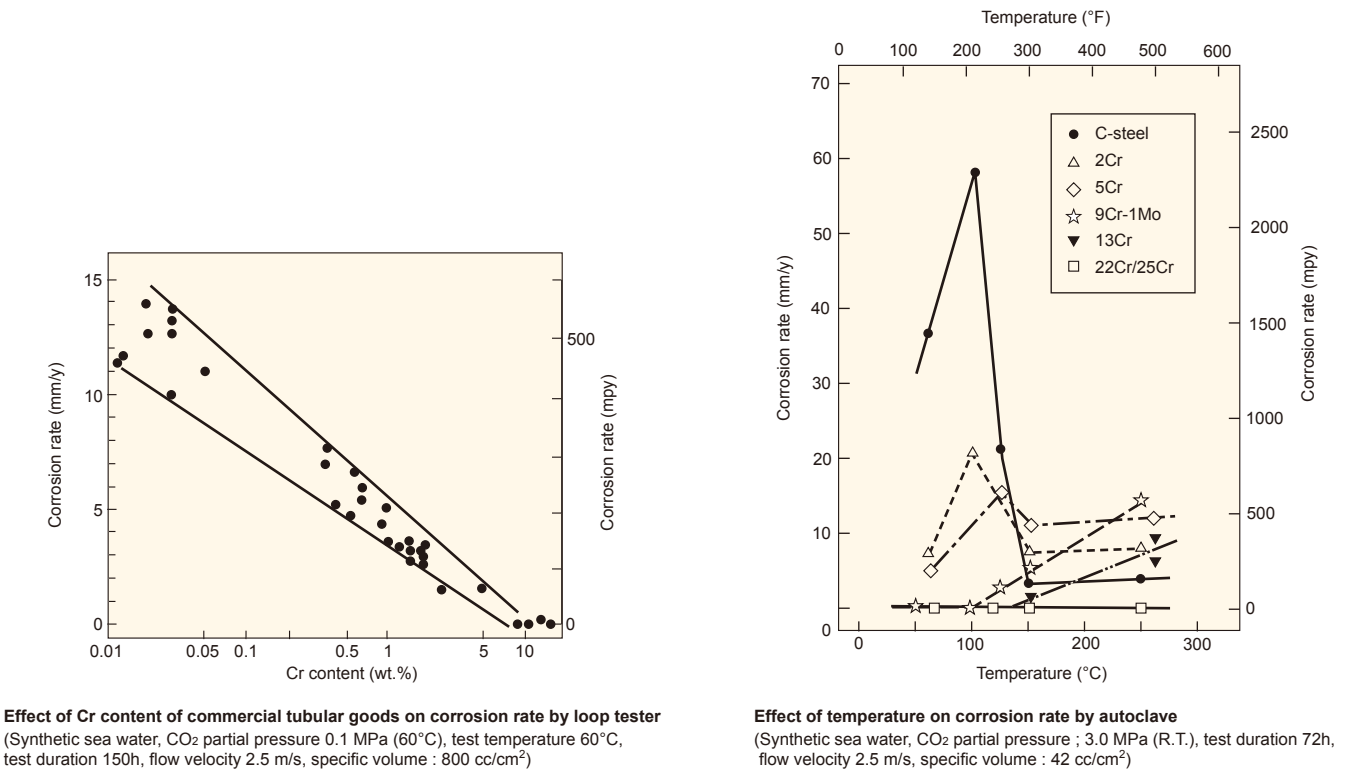 15
10
5
0
Corrosion rate (mm/y)
500
0
Corrosion rate (mpy)
0.01 0.05 0.1 0.5 1 5 10
Cr content (wt.%)
Effect of Cr content of commercial tubular goods on corrosion rate by loop tester
(Synthetic sea water, CO2 partial pressure 0.1 MPa (60°C), test temperature 60°C,
test duration 150h, flow velocity 2.5 m/s, specific volume : 800 cc/cm2)
Temperature (°F)
0 100 200 300 400 500 600
70
60
50
40
30
20
10
0
Corrosion rate (mm/y)
C-steel
2Cr
5Cr
9Cr-1Mo
13Cr
22Cr/25Cr
2500
2000
1500
1000
500
0
Corrosion rate (mpy)
0 100 200 300
Temperature (°C)
Effect of temperature on corrosion rate by autoclave
(Synthetic sea water, CO2 partial pressure ; 3.0 MPa (R.T.), test duration 72h,
flow velocity 2.5 m/s, specific volume : 42 cc/cm2)